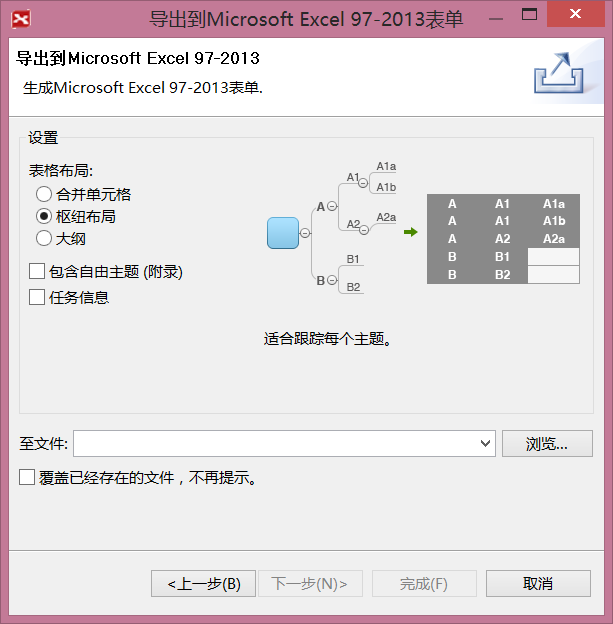 导出到Microsoft Excel 97-2013表单
导出到Microsoft Excel 97-2013
生成Microsoft Excel 97-2013表单.
设置
表格布局:
合并单元格
枢纽布局
大纲
包含自由主题 (附录)
任务信息
A1a
A1
A1b
A
A2a
A2
B1
B
B2
A A1 A1a
A A1 A1b
A A2 A2a
B B1
B B2
适合跟踪每个主题。
至文件:
浏览...
覆盖已经存在的文件，不再提示。
<上一步(B)
下一步(N)>
完成(F)
取消